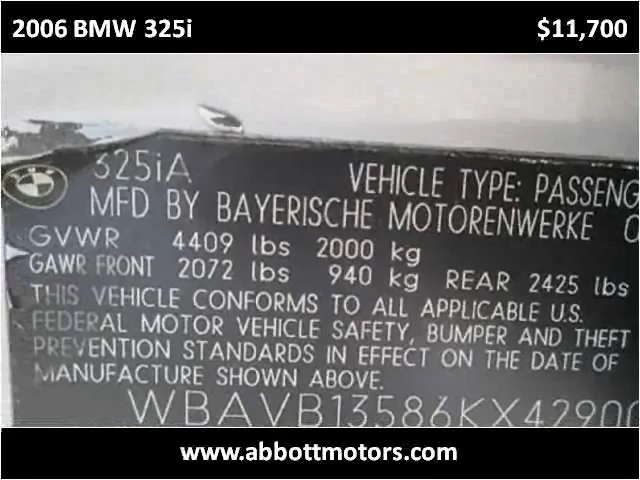 2006 BMW 325i $11,700
325iA VEHICLE TYPE: PASSENG
MFD BY BAYERISCHE MOTORENWERKE
GVWR 4409 lbs 2000 kg
GAWR FRONT 2072 lbs 940 kg REAR 2425 lbs
THIS VEHICLE CONFORMS TO ALL APPLICABLE U.S.
FEDERAL MOTOR VEHICLE SAFETY, BUMPER AND THEFT
PREVENTION STANDARDS IN EFFECT ON THE DATE OF
MANUFACTURE SHOWN ABOVE.
WBAVB13586KX42900
www.abbottmotors.com